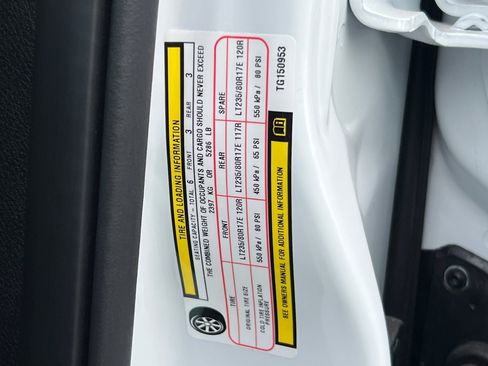 TIRE AND LOADING INFORMATION
SEATING CAPACITY – TOTAL 6 FRONT 3 REAR 3
THE COMBINED WEIGHT OF OCCUPANTS AND CARGO SHOULD NEVER EXCEED
2397 KG OR 5286 LB
TIRE FRONT REAR SPARE
ORIGINAL TIRE SIZE LT235/80R17E 120R LT235/80R17E 117R LT235/80R17E 120R
COLD TIRE INFLATION PRESSURE 550 kPa / 80 PSI 450 kPa / 65 PSI 550 kPa / 80 PSI
SEE OWNERS MANUAL FOR ADDITIONAL INFORMATION
TG150953